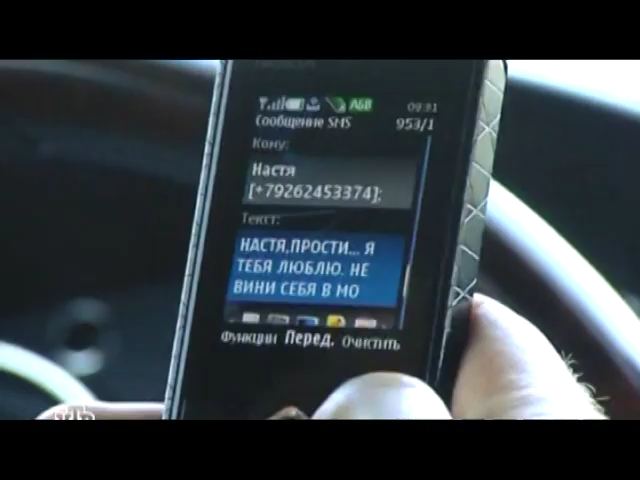 АБВ 09:31
Сообщение SMS 953/1
Кому:
Настя
[+79262453374];
Текст:
НАСТЯ,ПРОСТИ... Я
ТЕБЯ ЛЮБЛЮ. НЕ
ВИНИ СЕБЯ В МО
Функции Перед. Очистить
НТВ